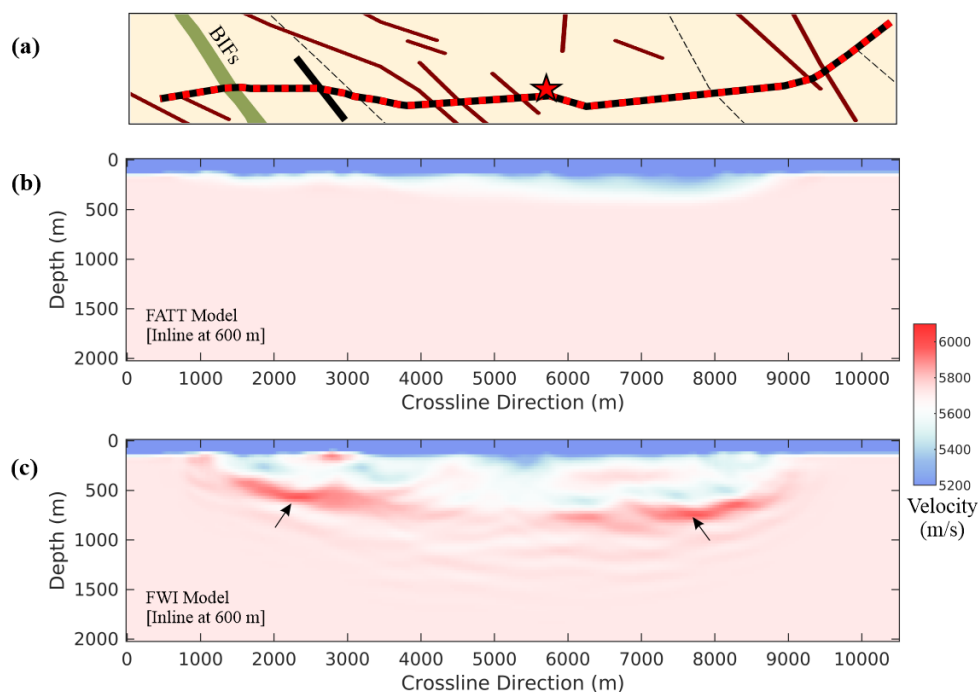 (a)
BIFs
(b)
0
500
1000
1500
2000
Depth (m)
FATT Model
[Inline at 600 m]
0 1000 2000 3000 4000 5000 6000 7000 8000 9000 10000
Crossline Direction (m)
6000
5800
5600
5400
5200
Velocity
(m/s)
(c)
0
500
1000
1500
2000
Depth (m)
FWI Model
[Inline at 600 m]
0 1000 2000 3000 4000 5000 6000 7000 8000 9000 10000
Crossline Direction (m)